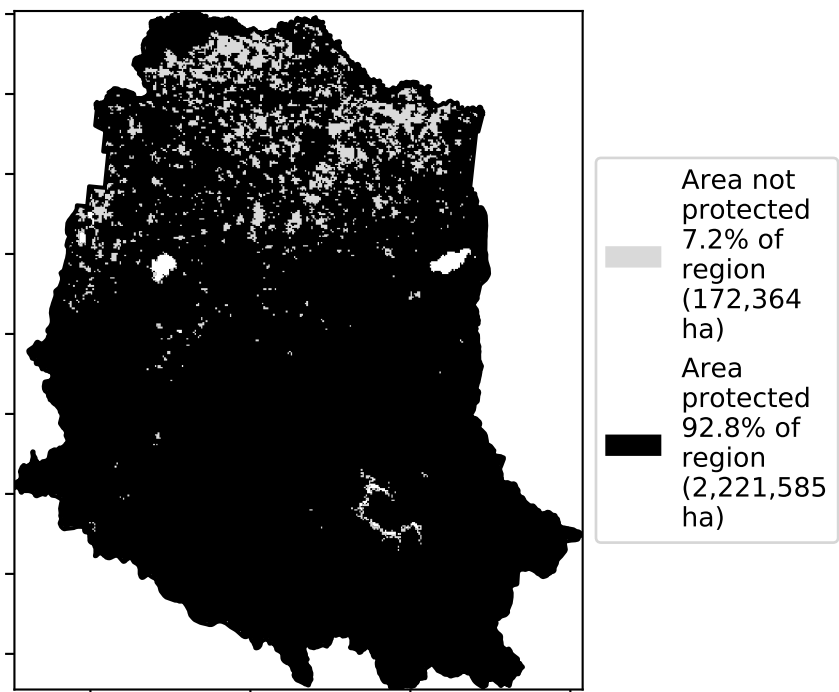 Area not
protected
7.2% of
region
(172,364
ha)
Area
protected
92.8% of
region
(2,221,585
ha)